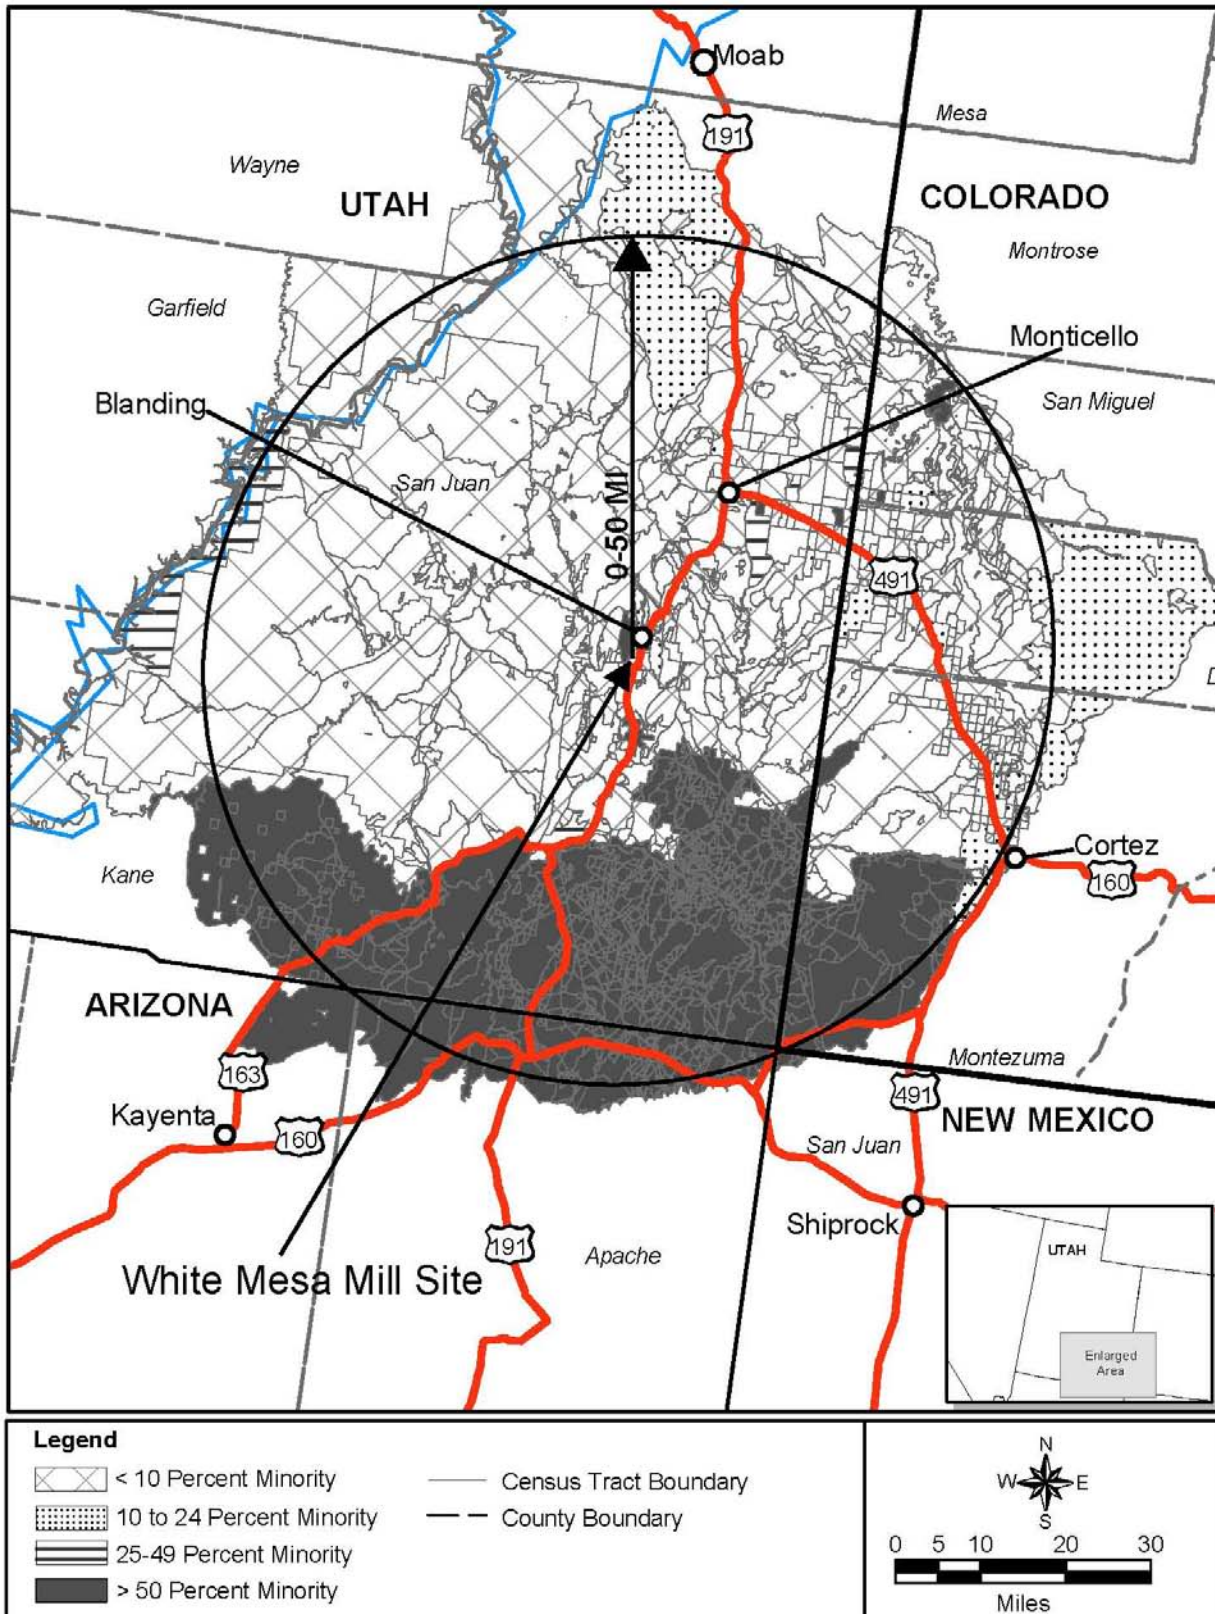 Moab
191
Mesa
Wayne
UTAH
COLORADO
Montrose
Garfield
Monticello
Blanding
San Miguel
San Juan
0-50 MI
491
D
Cortez
Kane
160
ARIZONA
163
Montezuma
491
Kayenta
160
NEW MEXICO
San Juan
Shiprock
191
Apache
White Mesa Mill Site
UTAH
Enlarged
Area
Legend
< 10 Percent Minority
10 to 24 Percent Minority
25-49 Percent Minority
> 50 Percent Minority
Census Tract Boundary
County Boundary
N
W E
S
0 5 10 20 30
Miles